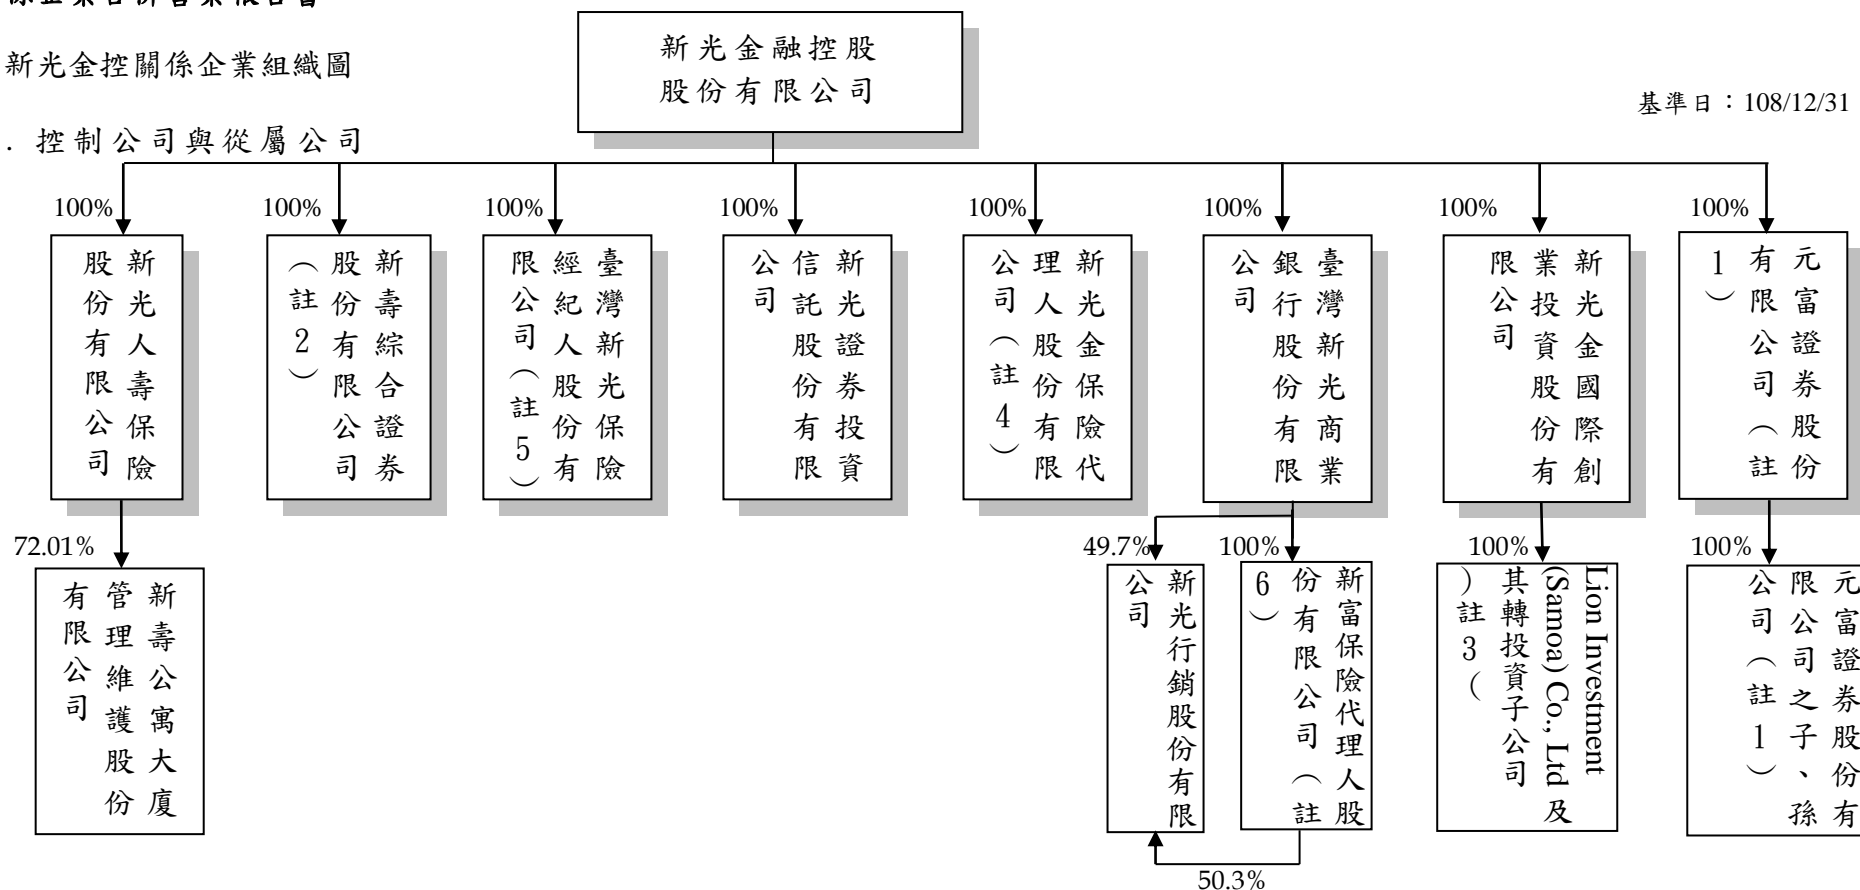 新光金控關係企業組織圖
新光金融控股
股份有限公司
基準日：108/12/31
. 控制公司與從屬公司
100%
100%
100%
100%
100%
100%
100%
100%
新光人壽保險
股份有限公司
新壽綜合證券
股份有限公司
（註2）
臺灣新光保險
經紀人股份有
限公司（註5）
新光證券投資
信託股份有限
公司
新光金保險代
理人股份有限
公司（註4）
臺灣新光商業
銀行股份有限
公司
新光金國際創
業投資股份有
限公司
元富證券股份
有限公司（註
1）
72.01%
49.7%
100%
100%
100%
新壽公寓大廈
管理維護股份
有限公司
新光行銷股份有限
公司
新富保險代理人股
份有限公司（註
6）
Lion Investment
(Samoa) Co., Ltd 及
其轉投資子公司
）註3（
元富證券股份有
限公司之子、孫
公司（註1）
50.3%